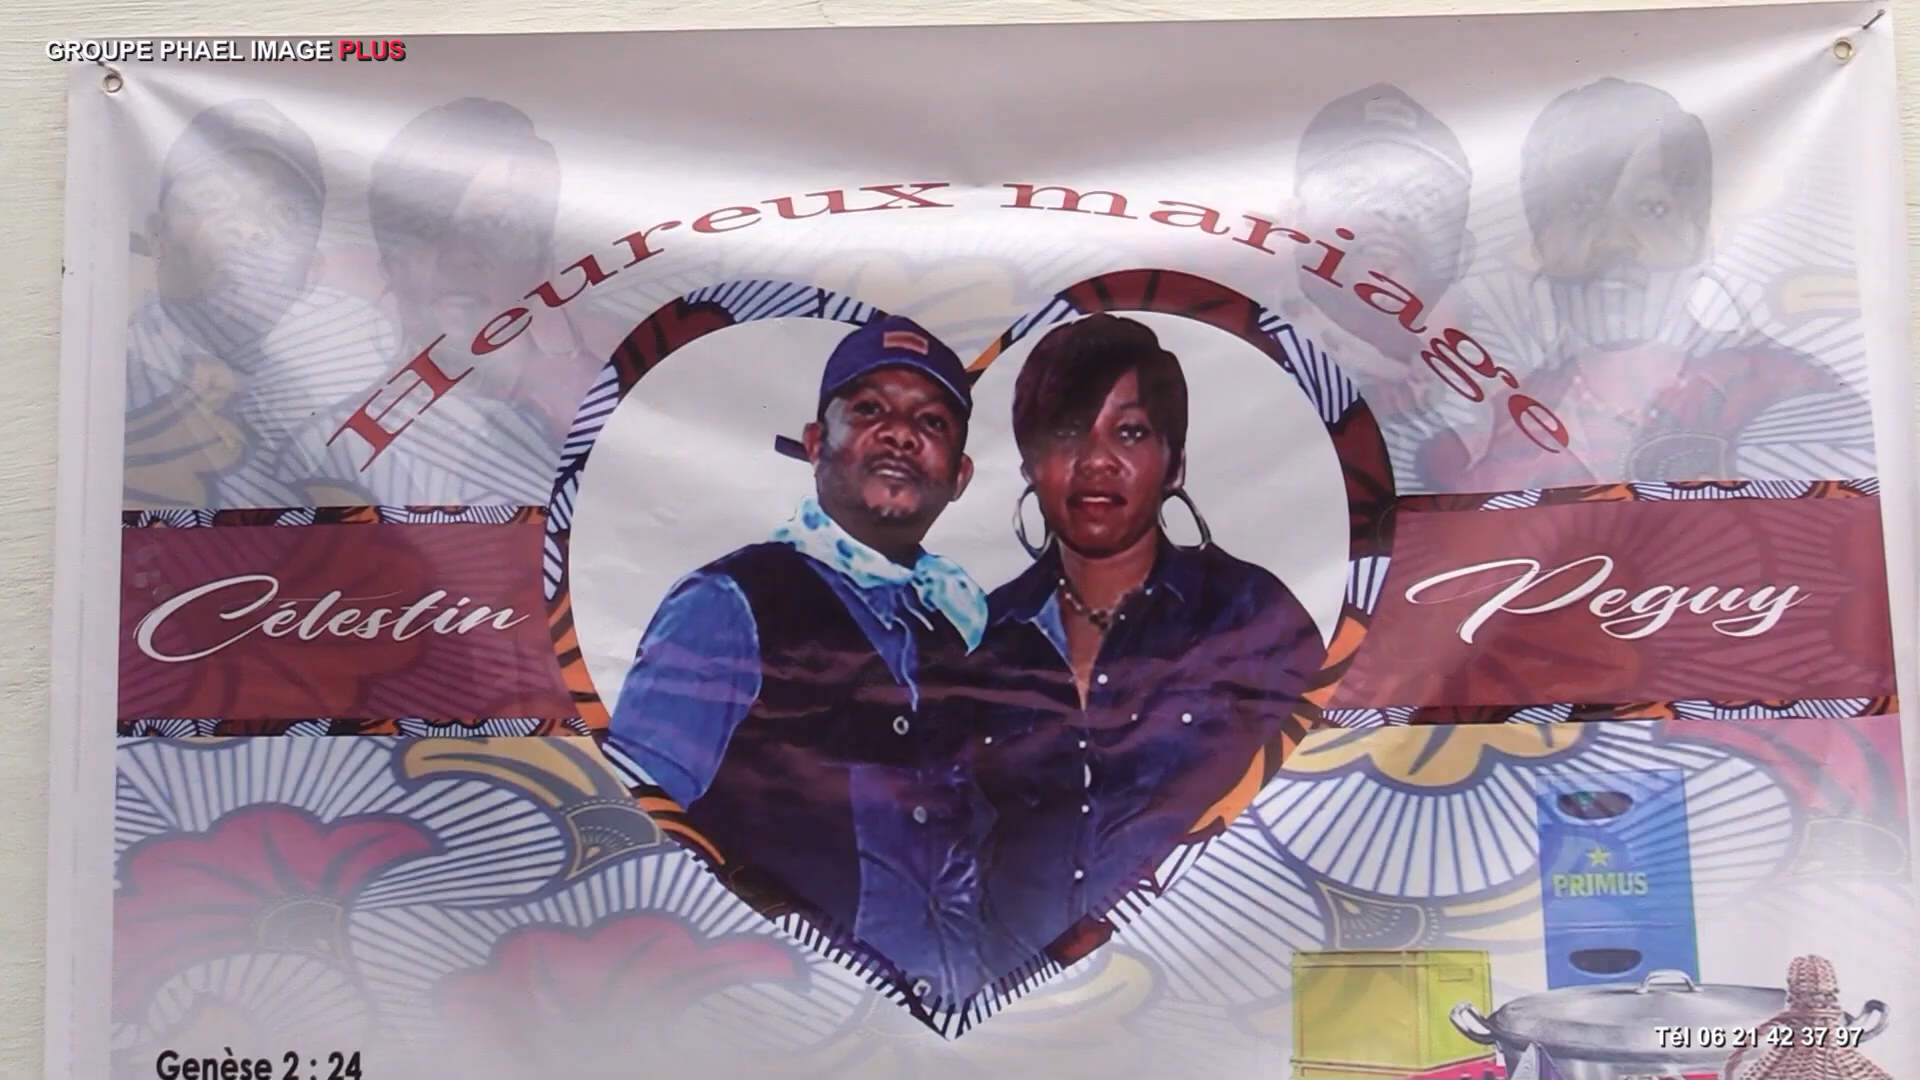 GROUPE PHAEL IMAGE PLUS
Heureux mariage
Célestin
Peguy
PRIMUS
Tél 06 21 42 37 97
Genèse 2 : 24